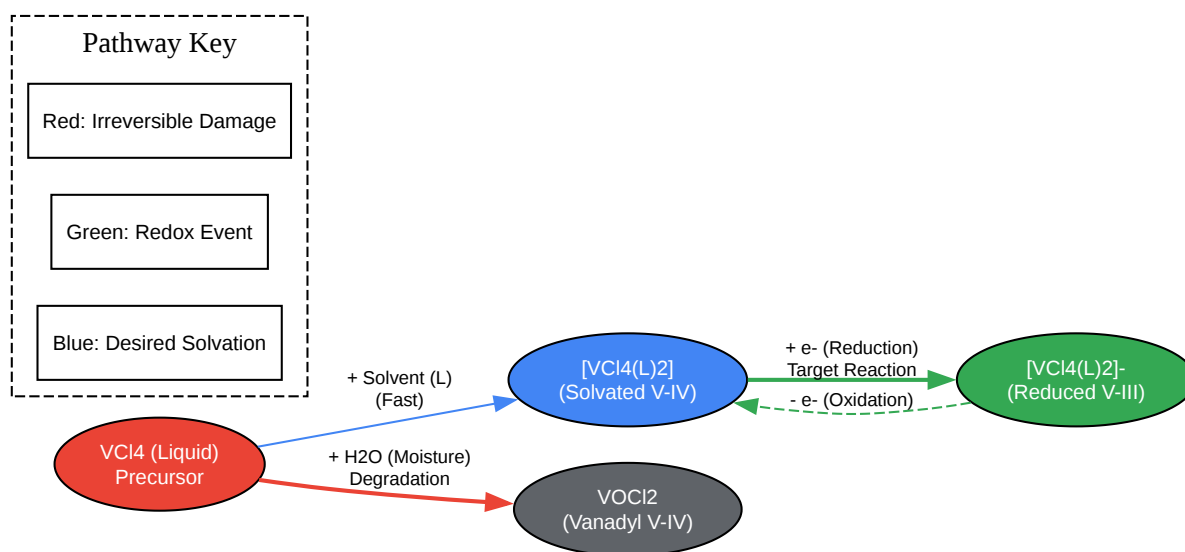 Pathway Key
Red: Irreversible Damage
Green: Redox Event
Blue: Desired Solvation
VCl4 (Liquid)
Precursor
+ Solvent (L)
(Fast)
+ H2O (Moisture)
Degradation
[VCl4(L)2]
(Solvated V-IV)
VOCl2
(Vanadyl V-IV)
+ e- (Reduction)
Target Reaction
- e- (Oxidation)
[VCl4(L)2]-
(Reduced V-III)